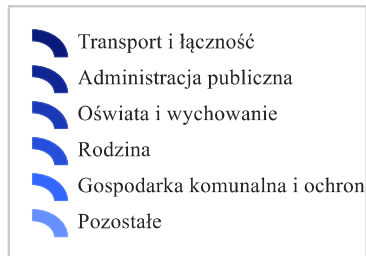 Transport i łączność
Administracja publiczna
Oświata i wychowanie
Rodzina
Gospodarka komunalna i ochron
Pozostałe